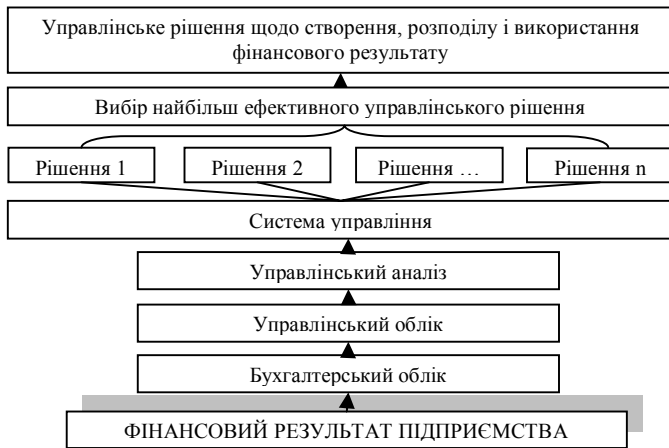 Управлінське рішення щодо створення, розподілу і використання
фінансового результату
Вибір найбільш ефективного управлінського рішення
Рішення 1
Рішення 2
Рішення …
Рішення n
Система управління
Управлінський аналіз
Управлінський облік
Бухгалтерський облік
ФІНАНСОВИЙ РЕЗУЛЬТАТ ПІДПРИЄМСТВА